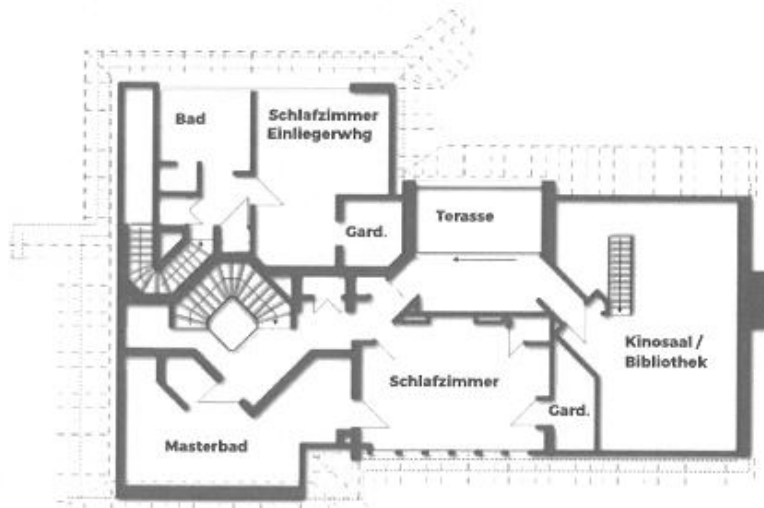 Bad
Schlafzimmer
Einliegerwhg
Gard.
Terasse
Kinosaal /
Bibliothek
Schlafzimmer
Gard.
Masterbad